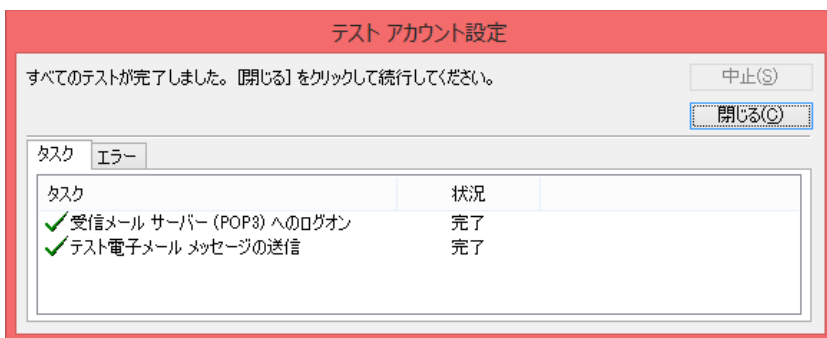 テスト アカウント設定
すべてのテストが完了しました。[閉じる] をクリックして続行してください。
中止(S)
閉じる(C)
タスク エラー
タスク 状況
受信メール サーバー (POP3) へのログオン 完了
テスト電子メール メッセージの送信 完了